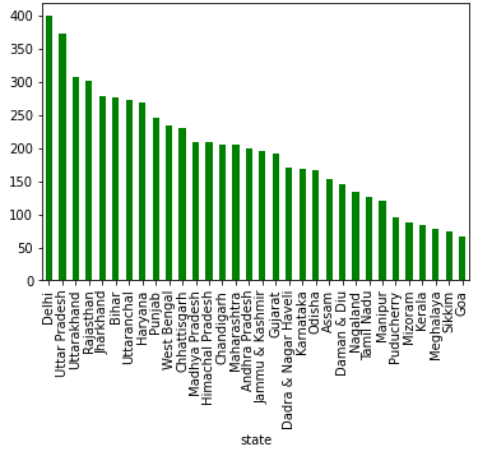 400
350
300
250
200
150
100
50
0
Delhi
Uttar Pradesh
Uttarakhand
Rajasthan
Jharkhand
Bihar
Uttaranchal
Haryana
Punjab
West Bengal
Chhattisgarh
Madhya Pradesh
Himachal Pradesh
Chandigarh
Maharashtra
Andhra Pradesh
Jammu & Kashmir
Gujarat
Dadra & Nagar Haveli
Karnataka
Odisha
Assam
Daman & Diu
Nagaland
Tamil Nadu
Manipur
Puducherry
Mizoram
Kerala
Meghalaya
Sikkim
Goa
state